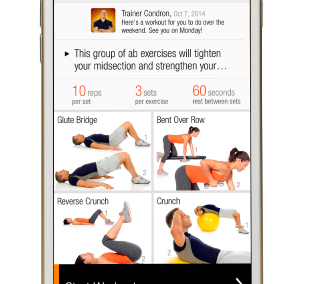 Trainer Condron, Oct 7, 2014
Here's a workout for you to do over the
weekend. See you on Monday!
▸ This group of ab exercises will tighten
your midsection and strengthen your…
10 reps
per set
3 sets
per exercise
60 seconds
rest between sets
Glute Bridge
1
2
Bent Over Row
1
2
Reverse Crunch
1
2
Crunch
1
2